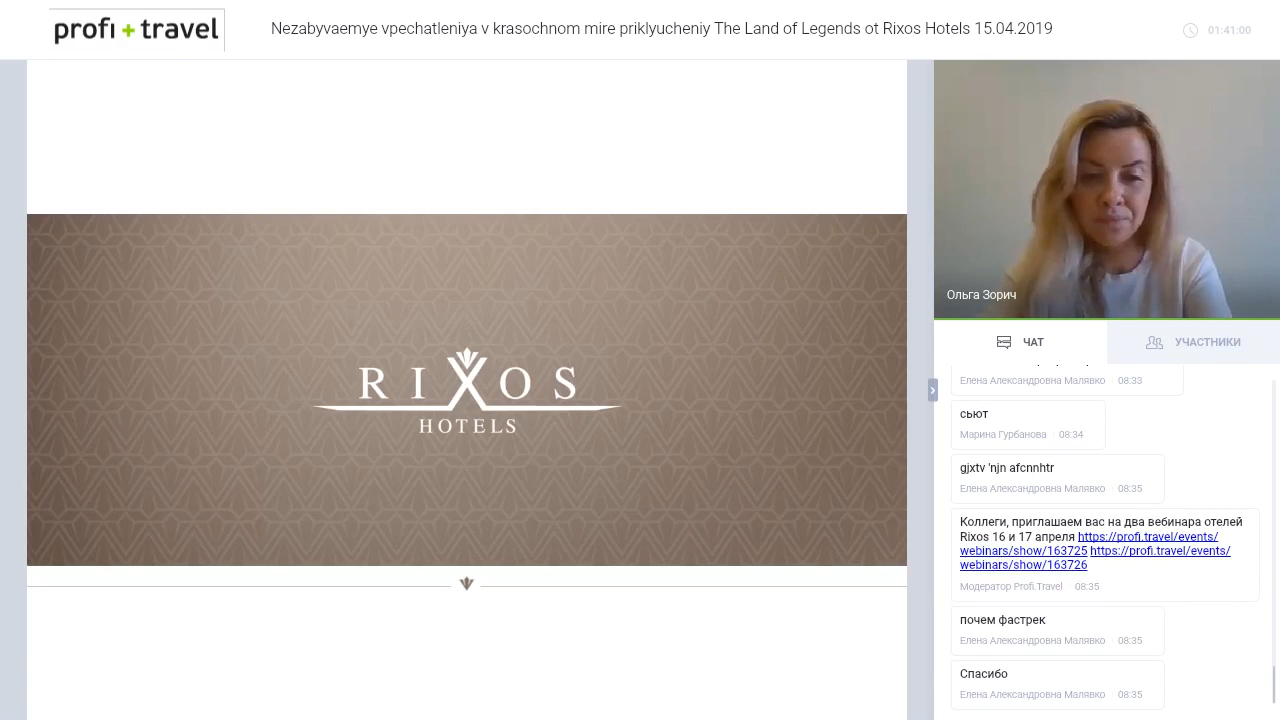 profi + travel
Nezabyvaemye vpechatleniya v krasochnom mire priklyucheniy The Land of Legends ot Rixos Hotels 15.04.2019
01:41:00
RIXOS
HOTELS
Ольга Зорич
ЧАТ
УЧАСТНИКИ
Елена Александровна Малявко 08:33
сьют
Марина Гурбанова 08:34
gjxtv 'njn afcnnhtr
Елена Александровна Малявко 08:35
Коллеги, приглашаем вас на два вебинара отелей
Rixos 16 и 17 апреля https://profi.travel/events/
webinars/show/163725 https://profi.travel/events/
webinars/show/163726
Модератор Profi.Travel 08:35
почем фастрек
Елена Александровна Малявко 08:35
Спасибо
Елена Александровна Малявко 08:35